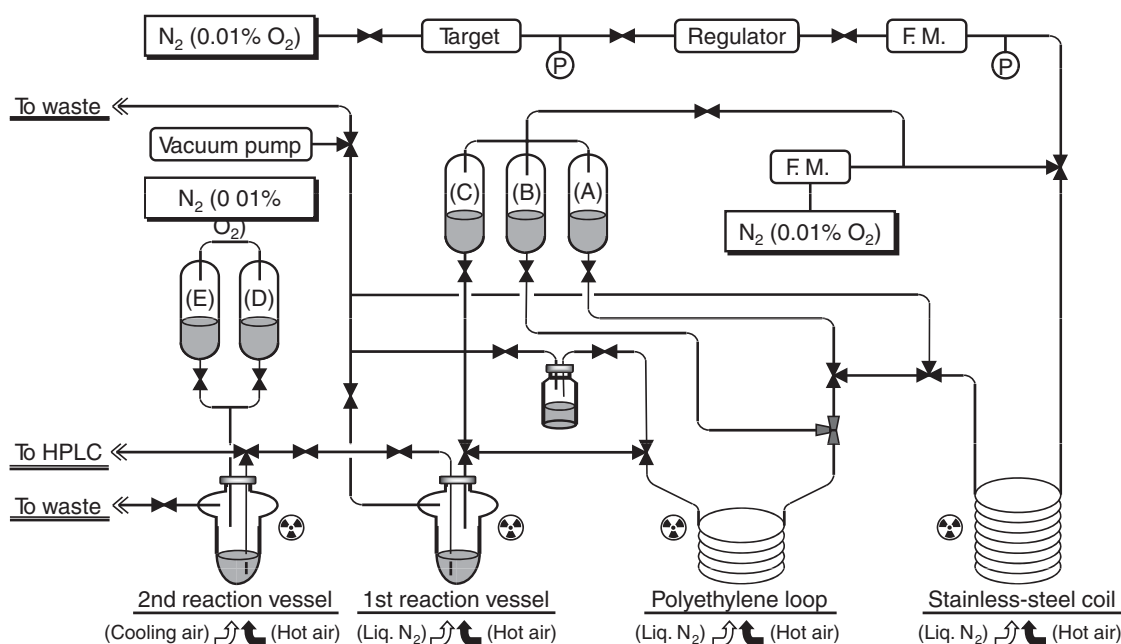 N2 (0.01% O2)
Target
Regulator
F. M.
P
P
To waste
Vacuum pump
N2 (0 01%
O2)
(C)
(B)
(A)
F. M.
N2 (0.01% O2)
(E)
(D)
To HPLC
To waste
2nd reaction vessel
1st reaction vessel
Polyethylene loop
Stainless-steel coil
(Cooling air)
(Hot air)
(Liq. N2)
(Hot air)
(Liq. N2)
(Hot air)
(Liq. N2)
(Hot air)